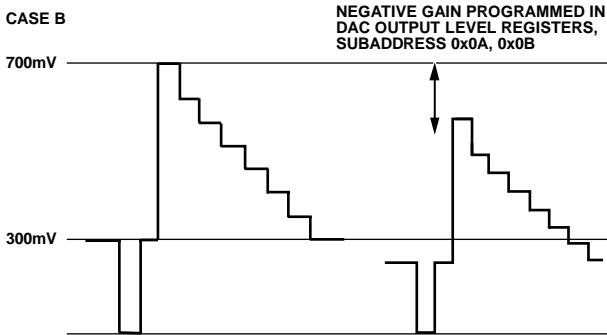 CASE B
NEGATIVE GAIN PROGRAMMED IN
DAC OUTPUT LEVEL REGISTERS,
SUBADDRESS 0x0A, 0x0B
700mV
300mV